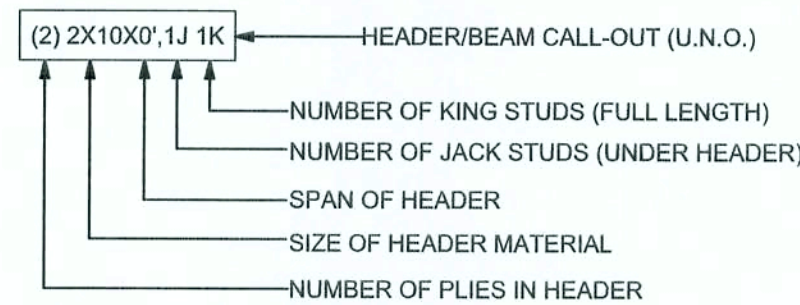 (2) 2X10X0',1J 1K
HEADER/BEAM CALL-OUT (U.N.O.)
NUMBER OF KING STUDS (FULL LENGTH)
NUMBER OF JACK STUDS (UNDER HEADER)
SPAN OF HEADER
SIZE OF HEADER MATERIAL
NUMBER OF PLIES IN HEADER